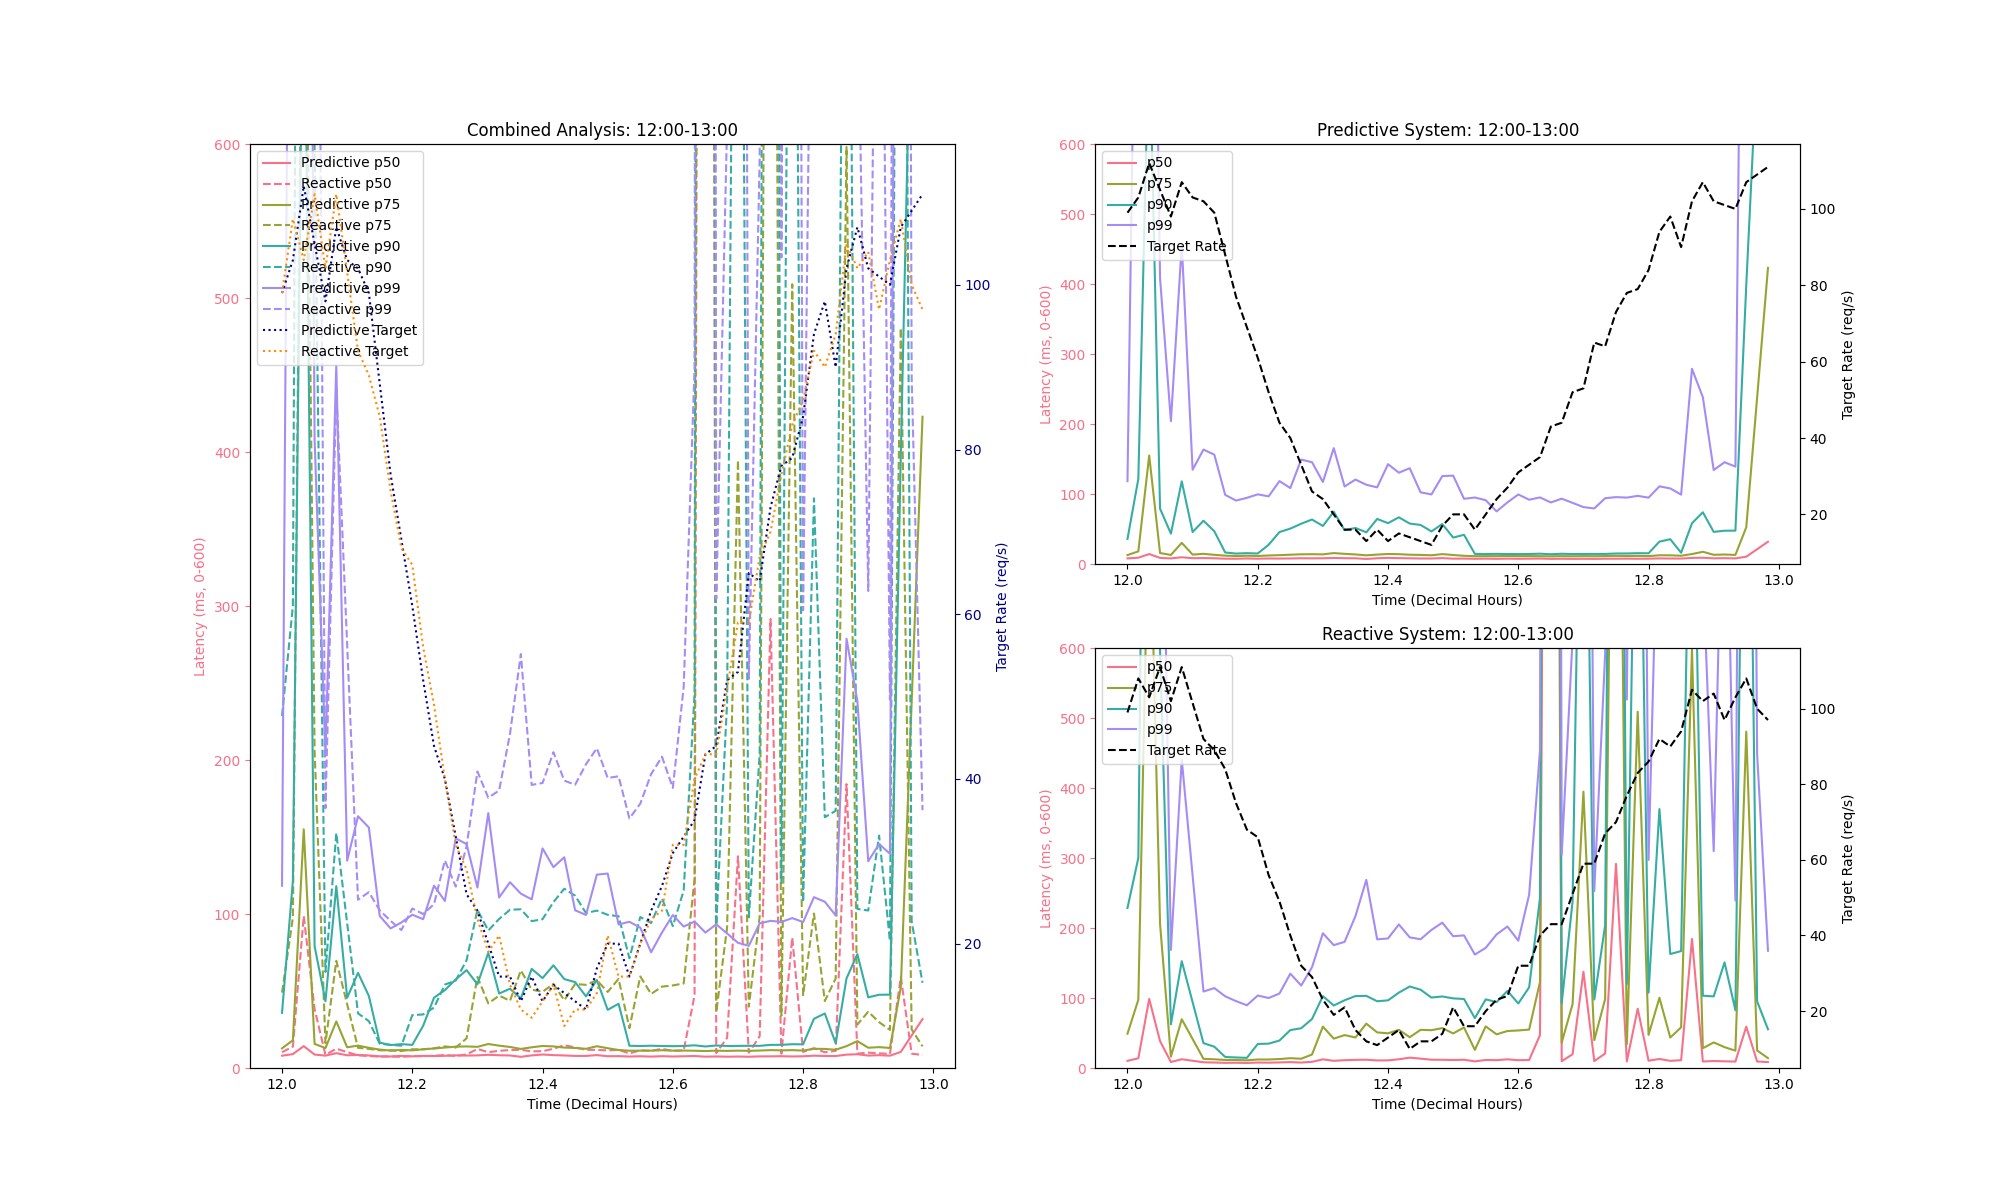 Combined Analysis: 12:00-13:00
Predictive p50
Reactive p50
Predictive p75
Reactive p75
Predictive p90
Reactive p90
Predictive p99
Reactive p99
Predictive Target
Reactive Target
600
500
400
300
200
100
0
Latency (ms, 0-600)
100
80
60
40
20
Target Rate (req/s)
12.0 12.2 12.4 12.6 12.8 13.0
Time (Decimal Hours)
Predictive System: 12:00-13:00
p50
p75
p90
p99
Target Rate
600
500
400
300
200
100
0
Latency (ms, 0-600)
100
80
60
40
20
Target Rate (req/s)
12.0 12.2 12.4 12.6 12.8 13.0
Time (Decimal Hours)
Reactive System: 12:00-13:00
p50
p75
p90
p99
Target Rate
600
500
400
300
200
100
0
Latency (ms, 0-600)
100
80
60
40
20
Target Rate (req/s)
12.0 12.2 12.4 12.6 12.8 13.0
Time (Decimal Hours)